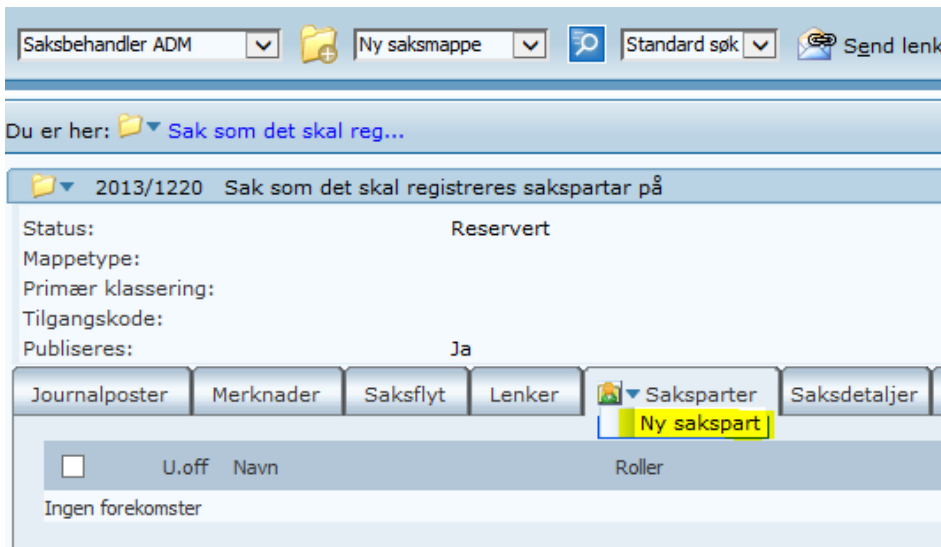 Saksbehandler ADM Ny saksmappe Standard søk Send lenk
Du er her: Sak som det skal reg...
2013/1220 Sak som det skal registreres sakspartar på
Status: Reservert
Mappetype:
Primær klassering:
Tilgangskode:
Publiseres: Ja
Journalposter Merknader Saksflyt Lenker Saksparter Saksdetaljer
Ny sakspart
U.off Navn Roller
Ingen forekomster